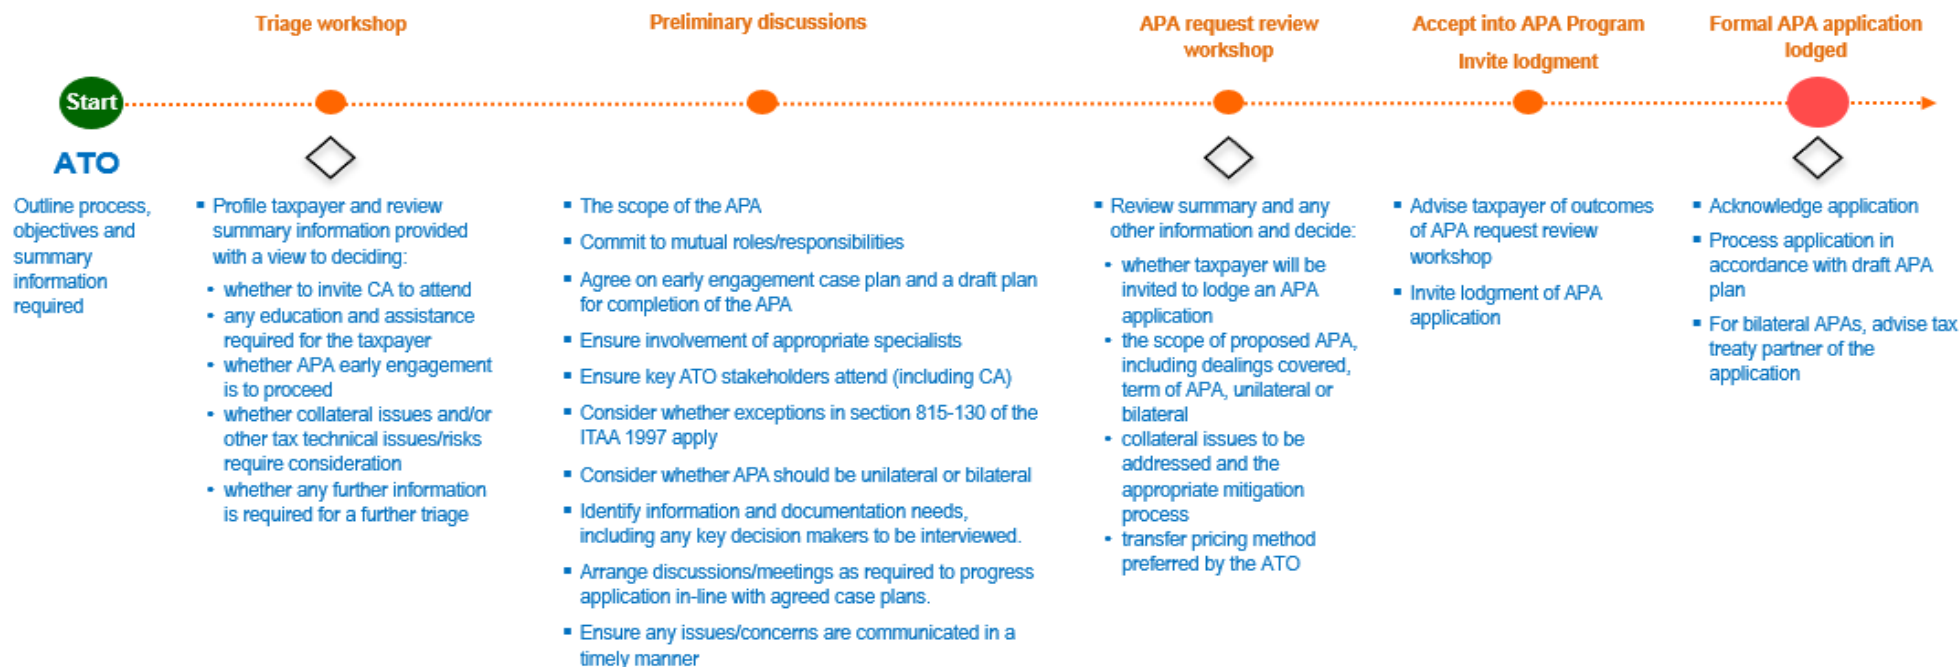 Triage workshop
Preliminary discussions
APA request review
workshop
Accept into APA Program
Invite lodgment
Formal APA application
lodged
Start
ATO
Outline process,
objectives and
summary
information
required
▪ Profile taxpayer and review
summary information provided
with a view to deciding:
• whether to invite CA to attend
• any education and assistance
required for the taxpayer
• whether APA early engagement
is to proceed
• whether collateral issues and/or
other tax technical issues/risks
require consideration
• whether any further information
is required for a further triage
▪ The scope of the APA
▪ Commit to mutual roles/responsibilities
▪ Agree on early engagement case plan and a draft plan
for completion of the APA
▪ Ensure involvement of appropriate specialists
▪ Ensure key ATO stakeholders attend (including CA)
▪ Consider whether exceptions in section 815-130 of the
ITAA 1997 apply
▪ Consider whether APA should be unilateral or bilateral
▪ Identify information and documentation needs,
including any key decision makers to be interviewed.
▪ Arrange discussions/meetings as required to progress
application in-line with agreed case plans.
▪ Ensure any issues/concerns are communicated in a
timely manner
▪ Review summary and any
other information and decide:
• whether taxpayer will be
invited to lodge an APA
application
• the scope of proposed APA,
including dealings covered,
term of APA, unilateral or
bilateral
• collateral issues to be
addressed and the
appropriate mitigation
process
• transfer pricing method
preferred by the ATO
▪ Advise taxpayer of outcomes
of APA request review
workshop
▪ Invite lodgment of APA
application
▪ Acknowledge application
▪ Process application in
accordance with draft APA
plan
▪ For bilateral APAs, advise tax
treaty partner of the
application